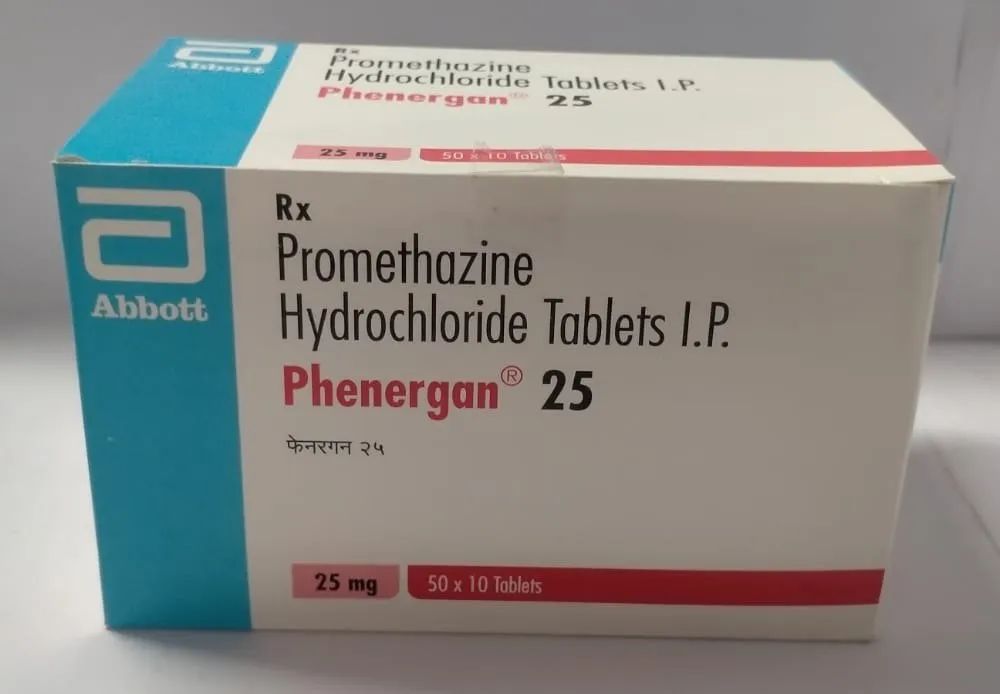 Abbott
Rx
Promethazine
Hydrochloride Tablets I.P.
Phenergan® 25
25 mg
50 x 10 Tablets
Abbott
Rx
Promethazine
Hydrochloride Tablets I.P.
Phenergan® 25
फेनरगन २५
25 mg
50 x 10 Tablets